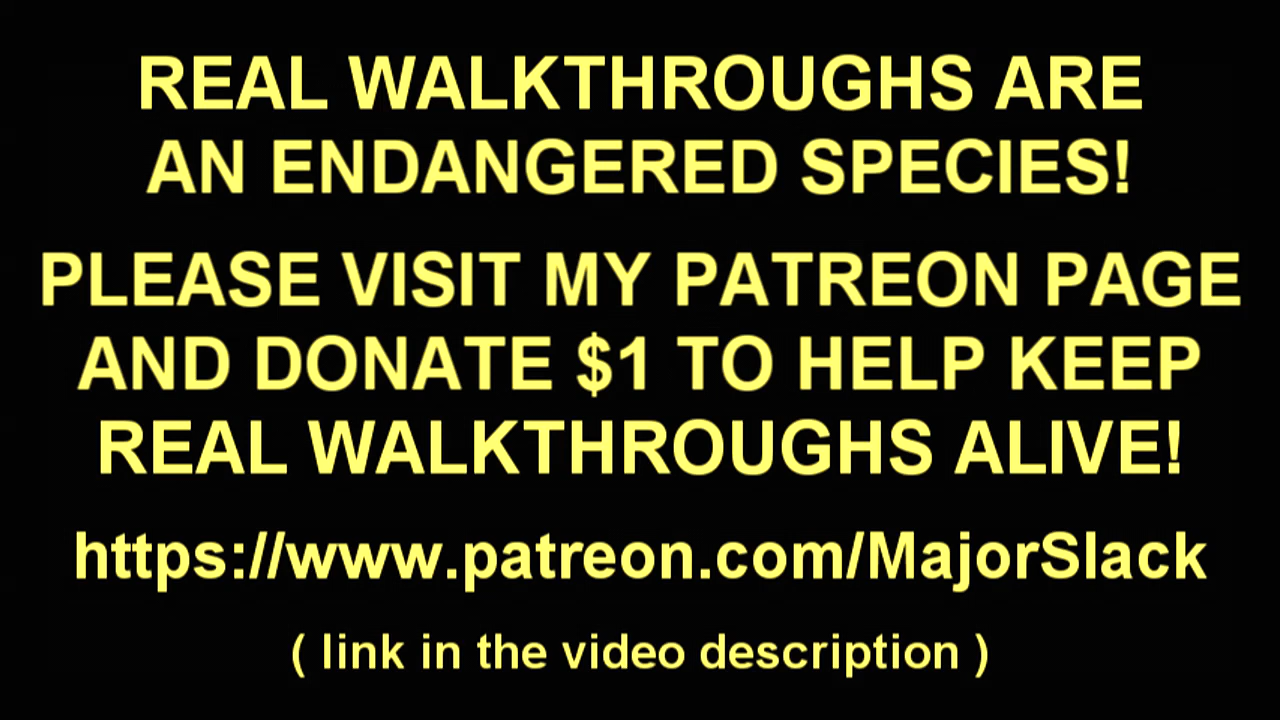 REAL WALKTHROUGHS ARE
AN ENDANGERED SPECIES!
PLEASE VISIT MY PATREON PAGE
AND DONATE $1 TO HELP KEEP
REAL WALKTHROUGHS ALIVE!
https://www.patreon.com/MajorSlack
( link in the video description )